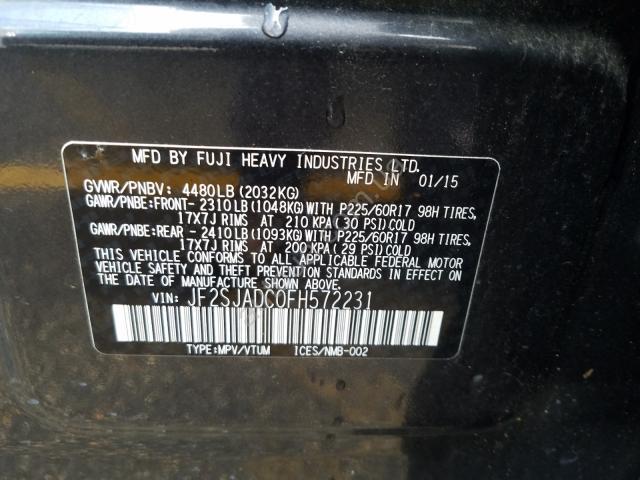 MFD BY FUJI HEAVY INDUSTRIES LTD.
MFD IN 01/15
GVWR/PNBV: 4480LB(2032KG)
GAWR/PNBE:FRONT- 2310LB(1048KG)WITH P225/60R17 98H TIRES,
17X7J RIMS AT 210 KPA(30 PSI)COLD
GAWR/PNBE:REAR - 2410LB(1093KG)WITH P225/60R17 98H TIRES,
17X7J RIMS AT 200 KPA(29 PSI)COLD
THIS VEHICLE CONFORMS TO ALL APPLICABLE FEDERAL MOTOR
VEHICLE SAFETY AND THEFT PREVENTION STANDARDS IN EFFECT ON
THE DATE OF MANUFACTURE SHOWN ABOVE.
VIN: JF2SJADC0FH572231
TYPE:MPV/VTUM ICES/NMB-002